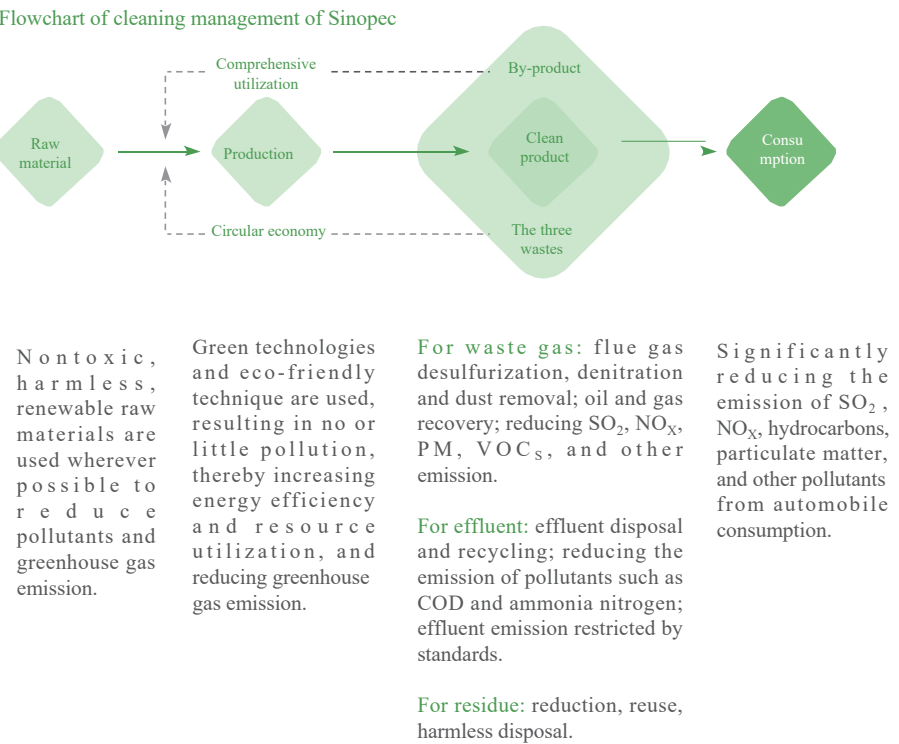 Flowchart of cleaning management of Sinopec
Comprehensive
utilization
By-product
Raw
material
Production
Clean
product
Consu
mption
Circular economy
The three
wastes
Nontoxic,
harmless,
renewable raw
materials are
used wherever
possible to
reduce
pollutants and
greenhouse gas
emission.
Green technologies
and eco-friendly
technique are used,
resulting in no or
little pollution,
thereby increasing
energy efficiency
and resource
utilization, and
reducing greenhouse
gas emission.
For waste gas: flue gas
desulfurization, denitration
and dust removal; oil and gas
recovery; reducing SO₂, NOX,
PM, VOCS, and other
emission.
For effluent: effluent disposal
and recycling; reducing the
emission of pollutants such as
COD and ammonia nitrogen;
effluent emission restricted by
standards.
For residue: reduction, reuse,
harmless disposal.
Significantly
reducing the
emission of SO₂ ,
NOX, hydrocarbons,
particulate matter,
and other pollutants
from automobile
consumption.